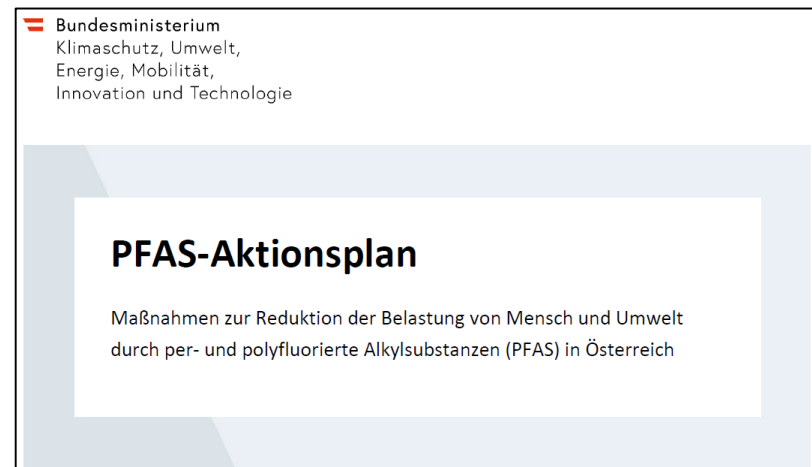 Bundesministerium
Klimaschutz, Umwelt,
Energie, Mobilität,
Innovation und Technologie
PFAS-Aktionsplan
Maßnahmen zur Reduktion der Belastung von Mensch und Umwelt
durch per- und polyfluorierte Alkylsubstanzen (PFAS) in Österreich